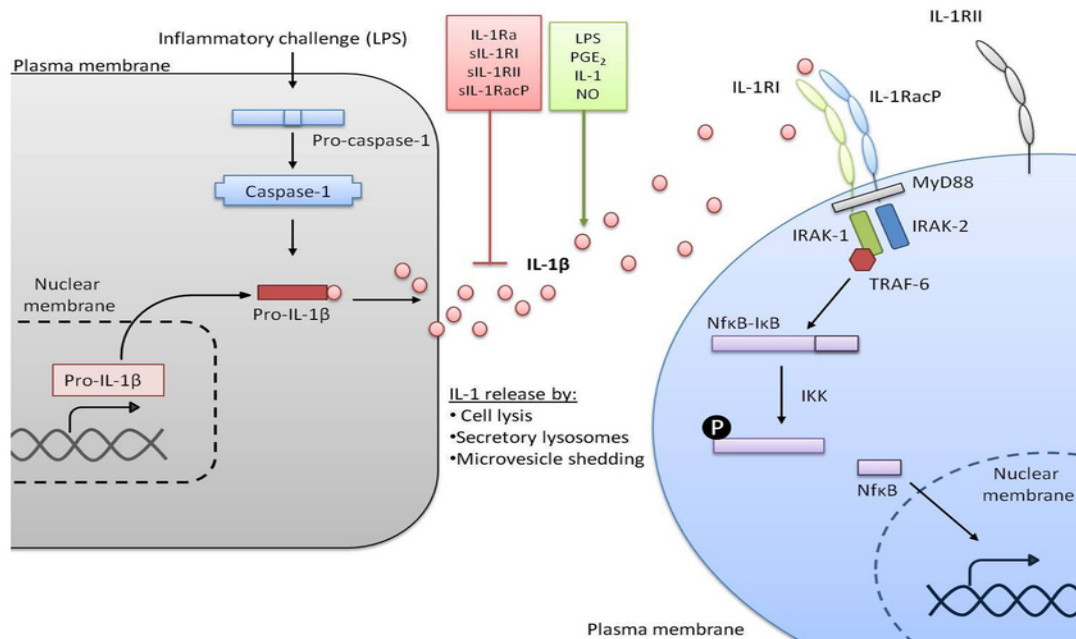 Inflammatory challenge (LPS)
Plasma membrane
Pro-caspase-1
Caspase-1
Nuclear
membrane
Pro-IL-1β
Pro-IL-1β
IL-1Ra
sIL-1RI
sIL-1RII
sIL-1RacP
LPS
PGE₂
IL-1
NO
IL-1β
IL-1 release by:
• Cell lysis
• Secretory lysosomes
• Microvesicle shedding
IL-1RII
IL-1RI
IL-1RacP
MyD88
IRAK-1
IRAK-2
TRAF-6
NfκB-IκB
IKK
P
NfκB
Nuclear
membrane
Plasma membrane